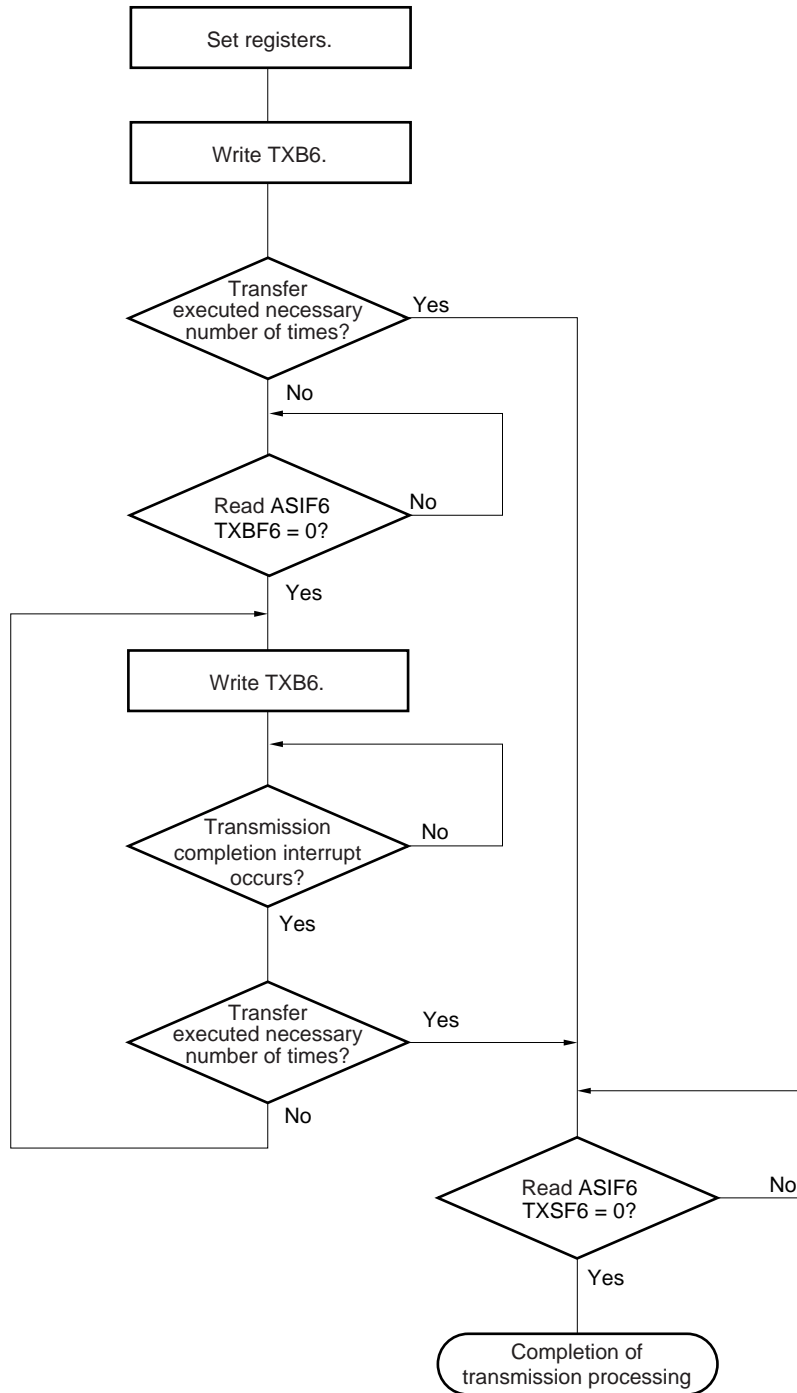 Set registers.
Write TXB6.
Transfer
executed necessary
number of times?
Yes
No
Read ASIF6
TXBF6 = 0?
No
Yes
Write TXB6.
Transmission
completion interrupt
occurs?
No
Yes
Transfer
executed necessary
number of times?
Yes
No
Read ASIF6
TXSF6 = 0?
No
Yes
Completion of
transmission processing